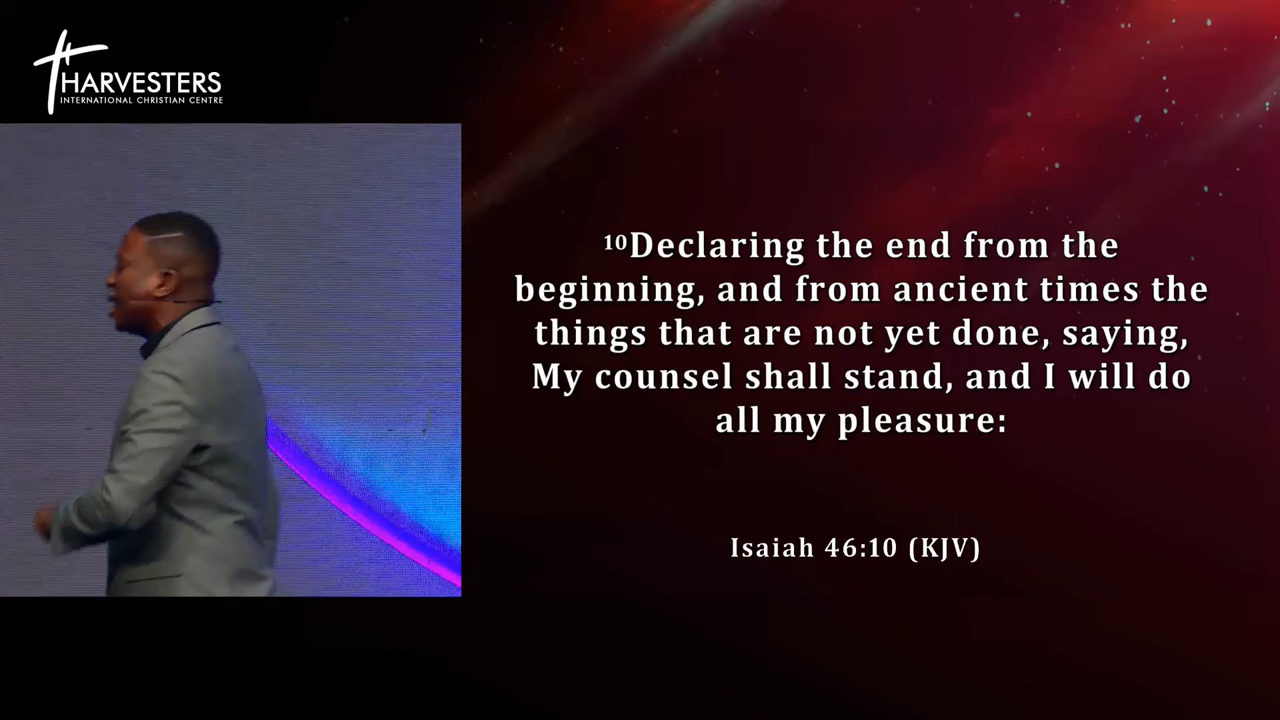 HARVESTERS
INTERNATIONAL CHRISTIAN CENTRE
¹⁰Declaring the end from the
beginning, and from ancient times the
things that are not yet done, saying,
My counsel shall stand, and I will do
all my pleasure:
Isaiah 46:10 (KJV)